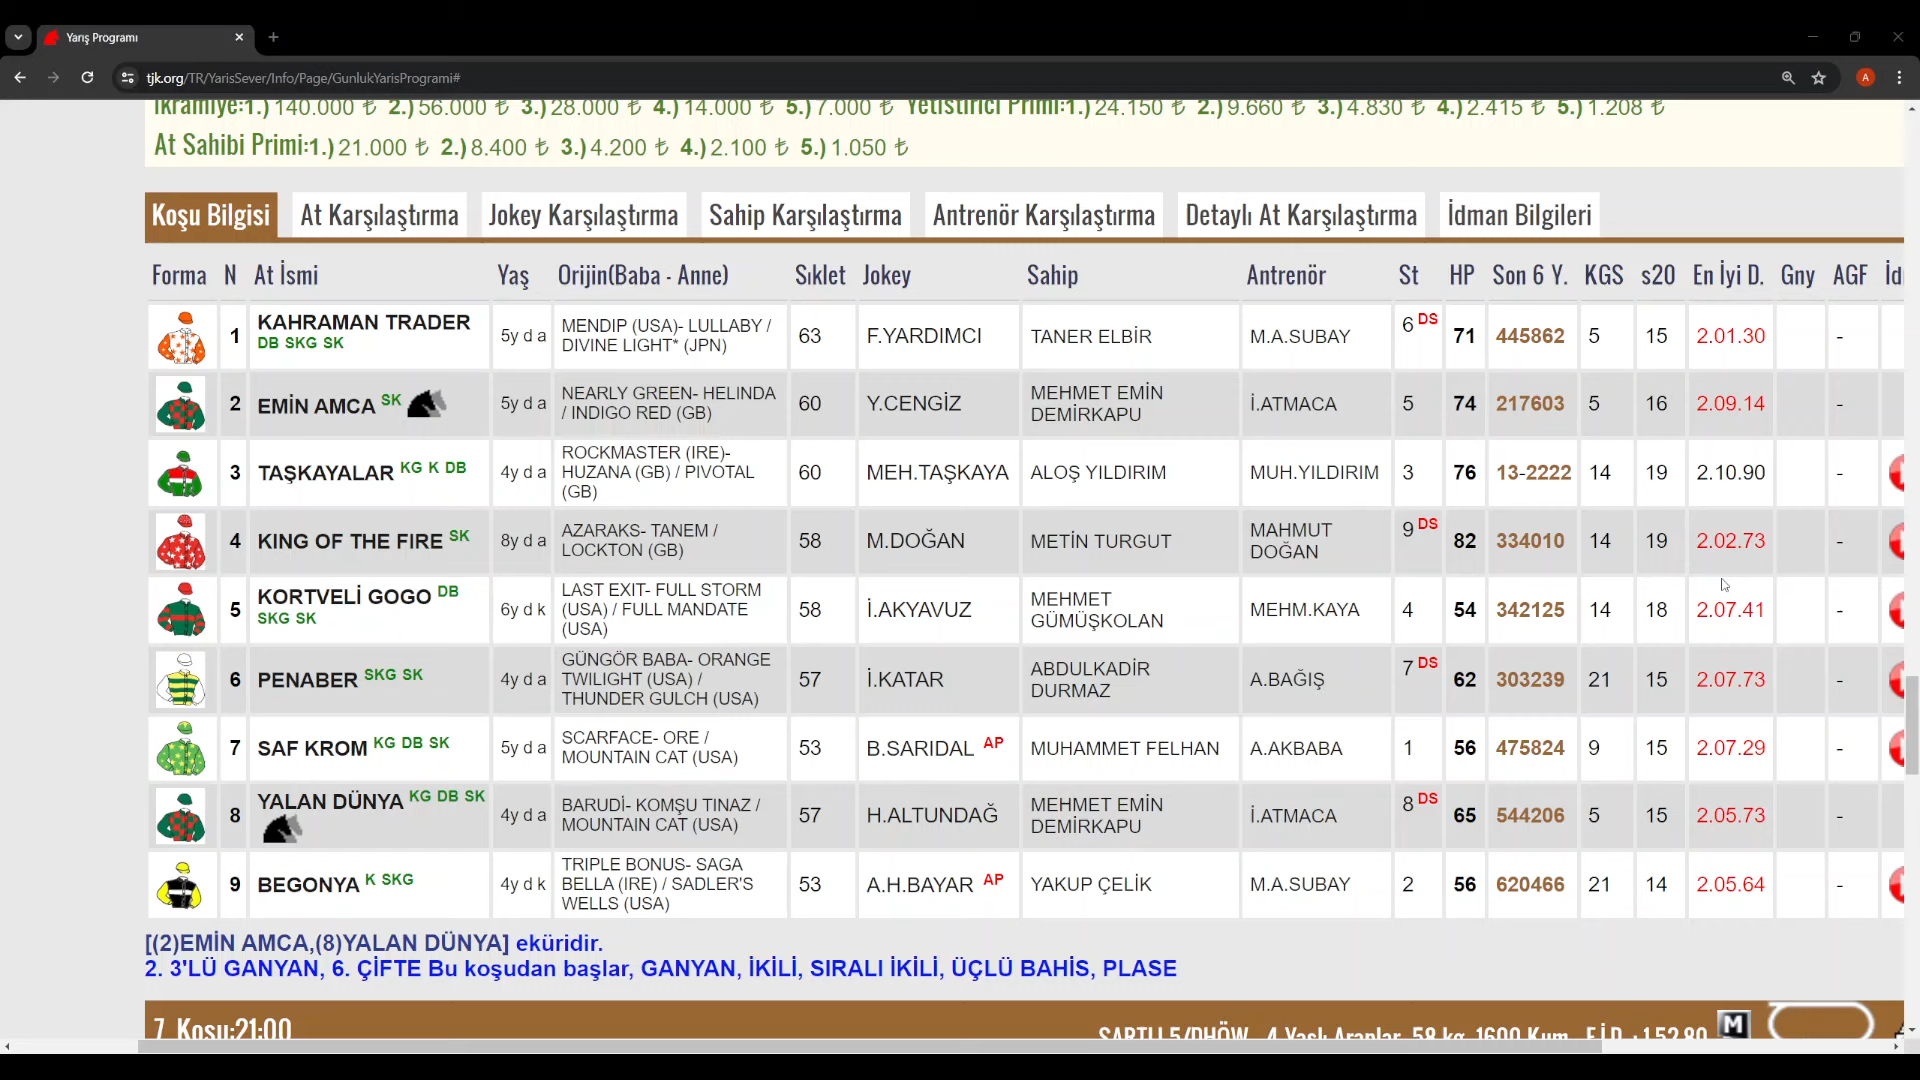 Yarış Programı
tjk.org/TR/YarisSever/Info/Page/GunlukYarisProgrami#
A
İkramiye:1.) 140.000 ₺ 2.) 56.000 ₺ 3.) 28.000 ₺ 4.) 14.000 ₺ 5.) 7.000 ₺ Yetiştirici Primi:1.) 24.150 ₺ 2.) 9.660 ₺ 3.) 4.830 ₺ 4.) 2.415 ₺ 5.) 1.208 ₺
At Sahibi Primi:1.) 21.000 ₺ 2.) 8.400 ₺ 3.) 4.200 ₺ 4.) 2.100 ₺ 5.) 1.050 ₺
Koşu Bilgisi At Karşılaştırma Jokey Karşılaştırma Sahip Karşılaştırma Antrenör Karşılaştırma Detaylı At Karşılaştırma İdman Bilgileri
Forma N At İsmi Yaş Orijin(Baba - Anne) Sıklet Jokey Sahip Antrenör St HP Son 6 Y. KGS s20 En İyi D. Gny AGF
1 KAHRAMAN TRADER DB SKG SK 5y d a MENDIP (USA)- LULLABY / DIVINE LIGHT* (JPN) 63 F.YARDIMCI TANER ELBİR M.A.SUBAY 6 DS 71 445862 5 15 2.01.30 -
2 EMİN AMCA SK 5y d a NEARLY GREEN- HELINDA / INDIGO RED (GB) 60 Y.CENGİZ MEHMET EMİN DEMİRKAPU İ.ATMACA 5 74 217603 5 16 2.09.14 -
3 TAŞKAYALAR KG K DB 4y d a ROCKMASTER (IRE)- HUZANA (GB) / PIVOTAL (GB) 60 MEH.TAŞKAYA ALOŞ YILDIRIM MUH.YILDIRIM 3 76 13-2222 14 19 2.10.90 -
4 KING OF THE FIRE SK 8y d a AZARAKS- TANEM / LOCKTON (GB) 58 M.DOĞAN METİN TURGUT MAHMUT DOĞAN 9 DS 82 334010 14 19 2.02.73 -
5 KORTVELİ GOGO DB SKG SK 6y d k LAST EXIT- FULL STORM (USA) / FULL MANDATE (USA) 58 İ.AKYAVUZ MEHMET GÜMÜŞKOLAN MEHM.KAYA 4 54 342125 14 18 2.07.41 -
6 PENABER SKG SK 4y d a GÜNGÖR BABA- ORANGE TWILIGHT (USA) / THUNDER GULCH (USA) 57 İ.KATAR ABDULKADİR DURMAZ A.BAĞIŞ 7 DS 62 303239 21 15 2.07.73 -
7 SAF KROM KG DB SK 5y d a SCARFACE- ORE / MOUNTAIN CAT (USA) 53 B.SARIDAL AP MUHAMMET FELHAN A.AKBABA 1 56 475824 9 15 2.07.29 -
8 YALAN DÜNYA KG DB SK 4y d a BARUDİ- KOMŞU TINAZ / MOUNTAIN CAT (USA) 57 H.ALTUNDAĞ MEHMET EMİN DEMİRKAPU İ.ATMACA 8 DS 65 544206 5 15 2.05.73 -
9 BEGONYA K SKG 4y d k TRIPLE BONUS- SAGA BELLA (IRE) / SADLER'S WELLS (USA) 53 A.H.BAYAR AP YAKUP ÇELİK M.A.SUBAY 2 56 620466 21 14 2.05.64 -
[(2)EMİN AMCA,(8)YALAN DÜNYA] eküridir.
2. 3'LÜ GANYAN, 6. ÇİFTE Bu koşudan başlar, GANYAN, İKİLİ, SIRALI İKİLİ, ÜÇLÜ BAHİS, PLASE
7. Koşu:21:00 ŞARTLI 5/DHÖW, 4 Yaşlı Araplar, 58 kg, 1600 Kum, E.İ.D. :1.52.80 M